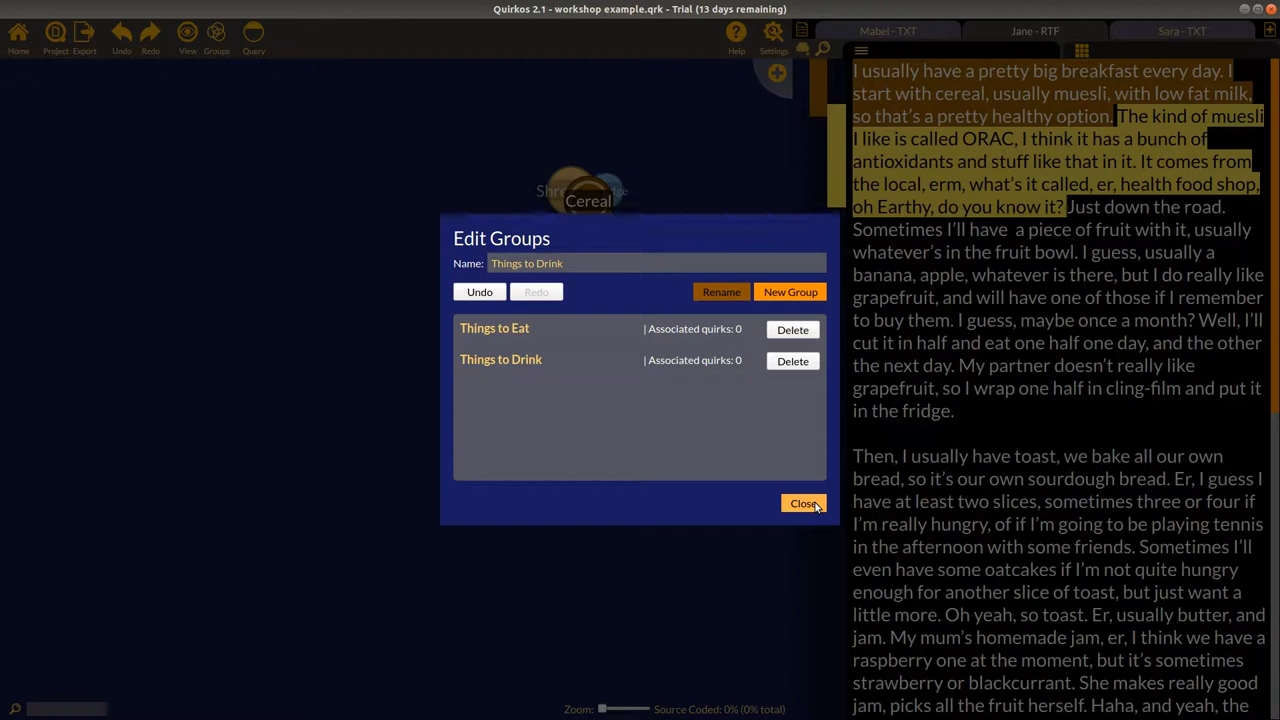 Quirkos 2.1 - workshop example.qrk - Trial (13 days remaining)
Home
Project
Export
Undo
Redo
View
Groups
Query
Help
Settings
Mabel - TXT
Jane - RTF
Sara - TXT
Cereal
Edit Groups
Name: Things to Drink
Undo
Redo
Rename
New Group
Things to Eat | Associated quirks: 0 Delete
Things to Drink | Associated quirks: 0 Delete
Close
I usually have a pretty big breakfast every day. I
start with cereal, usually muesli, with low fat milk,
so that's a pretty healthy option. The kind of muesli
I like is called ORAC, I think it has a bunch of
antioxidants and stuff like that in it. It comes from
the local, erm, what's it called, er, health food shop,
oh Earthy, do you know it? Just down the road.
Sometimes I'll have  a piece of fruit with it, usually
whatever's in the fruit bowl. I guess, usually a
banana, apple, whatever is there, but I do really like
grapefruit, and will have one of those if I remember
to buy them. I guess, maybe once a month? Well, I'll
cut it in half and eat one half one day, and the other
the next day. My partner doesn't really like
grapefruit, so I wrap one half in cling-film and put it
in the fridge.
Then, I usually have toast, we bake all our own
bread, so it's our own sourdough bread. Er, I guess I
have at least two slices, sometimes three or four if
I'm really hungry, of if I'm going to be playing tennis
in the afternoon with some friends. Sometimes I'll
even have some oatcakes if I'm not quite hungry
enough for another slice of toast, but just want a
little more. Oh yeah, so toast. Er, usually butter, and
jam. My mum's homemade jam, er, I think we have a
raspberry one at the moment, but it's sometimes
strawberry or blackcurrant. She makes really good
jam, picks all the fruit herself. Haha, and yeah, the
Zoom:
Source Coded: 0% (0% total)